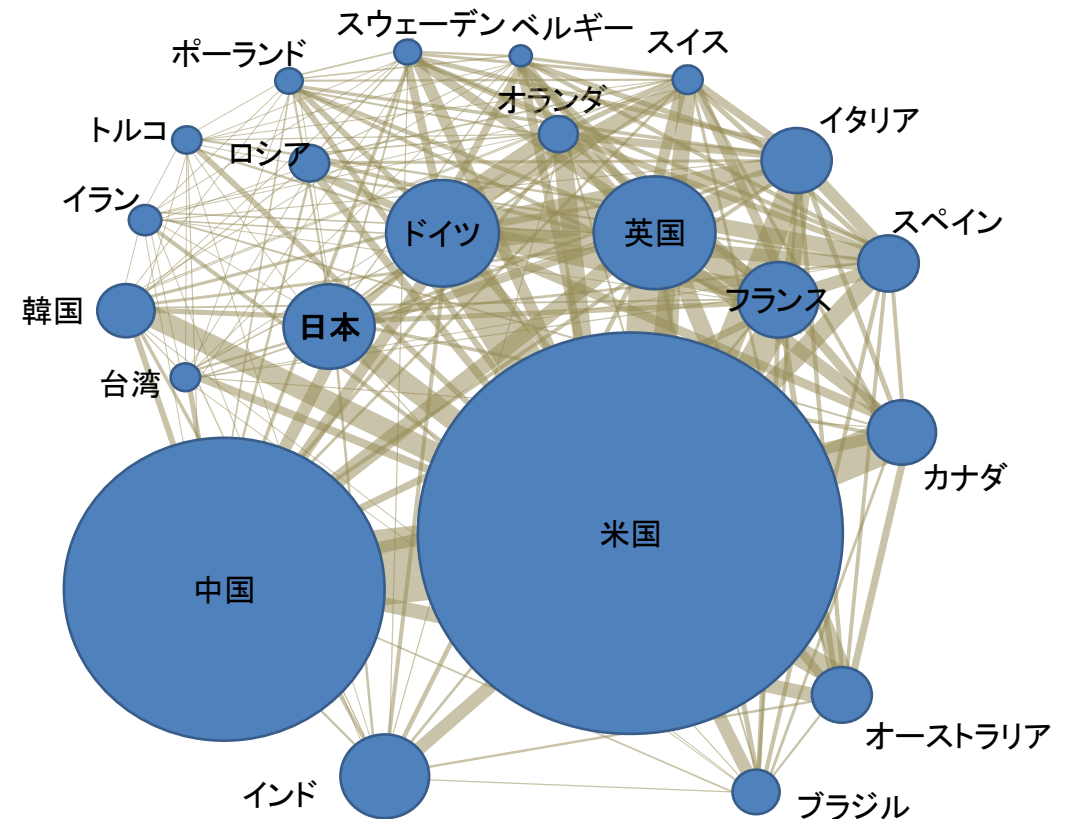 スウェーデン
ベルギー
スイス
ポーランド
オランダ
イタリア
トルコ
ロシア
イラン
ドイツ
英国
スペイン
韓国
日本
フランス
台湾
カナダ
米国
中国
オーストラリア
インド
ブラジル